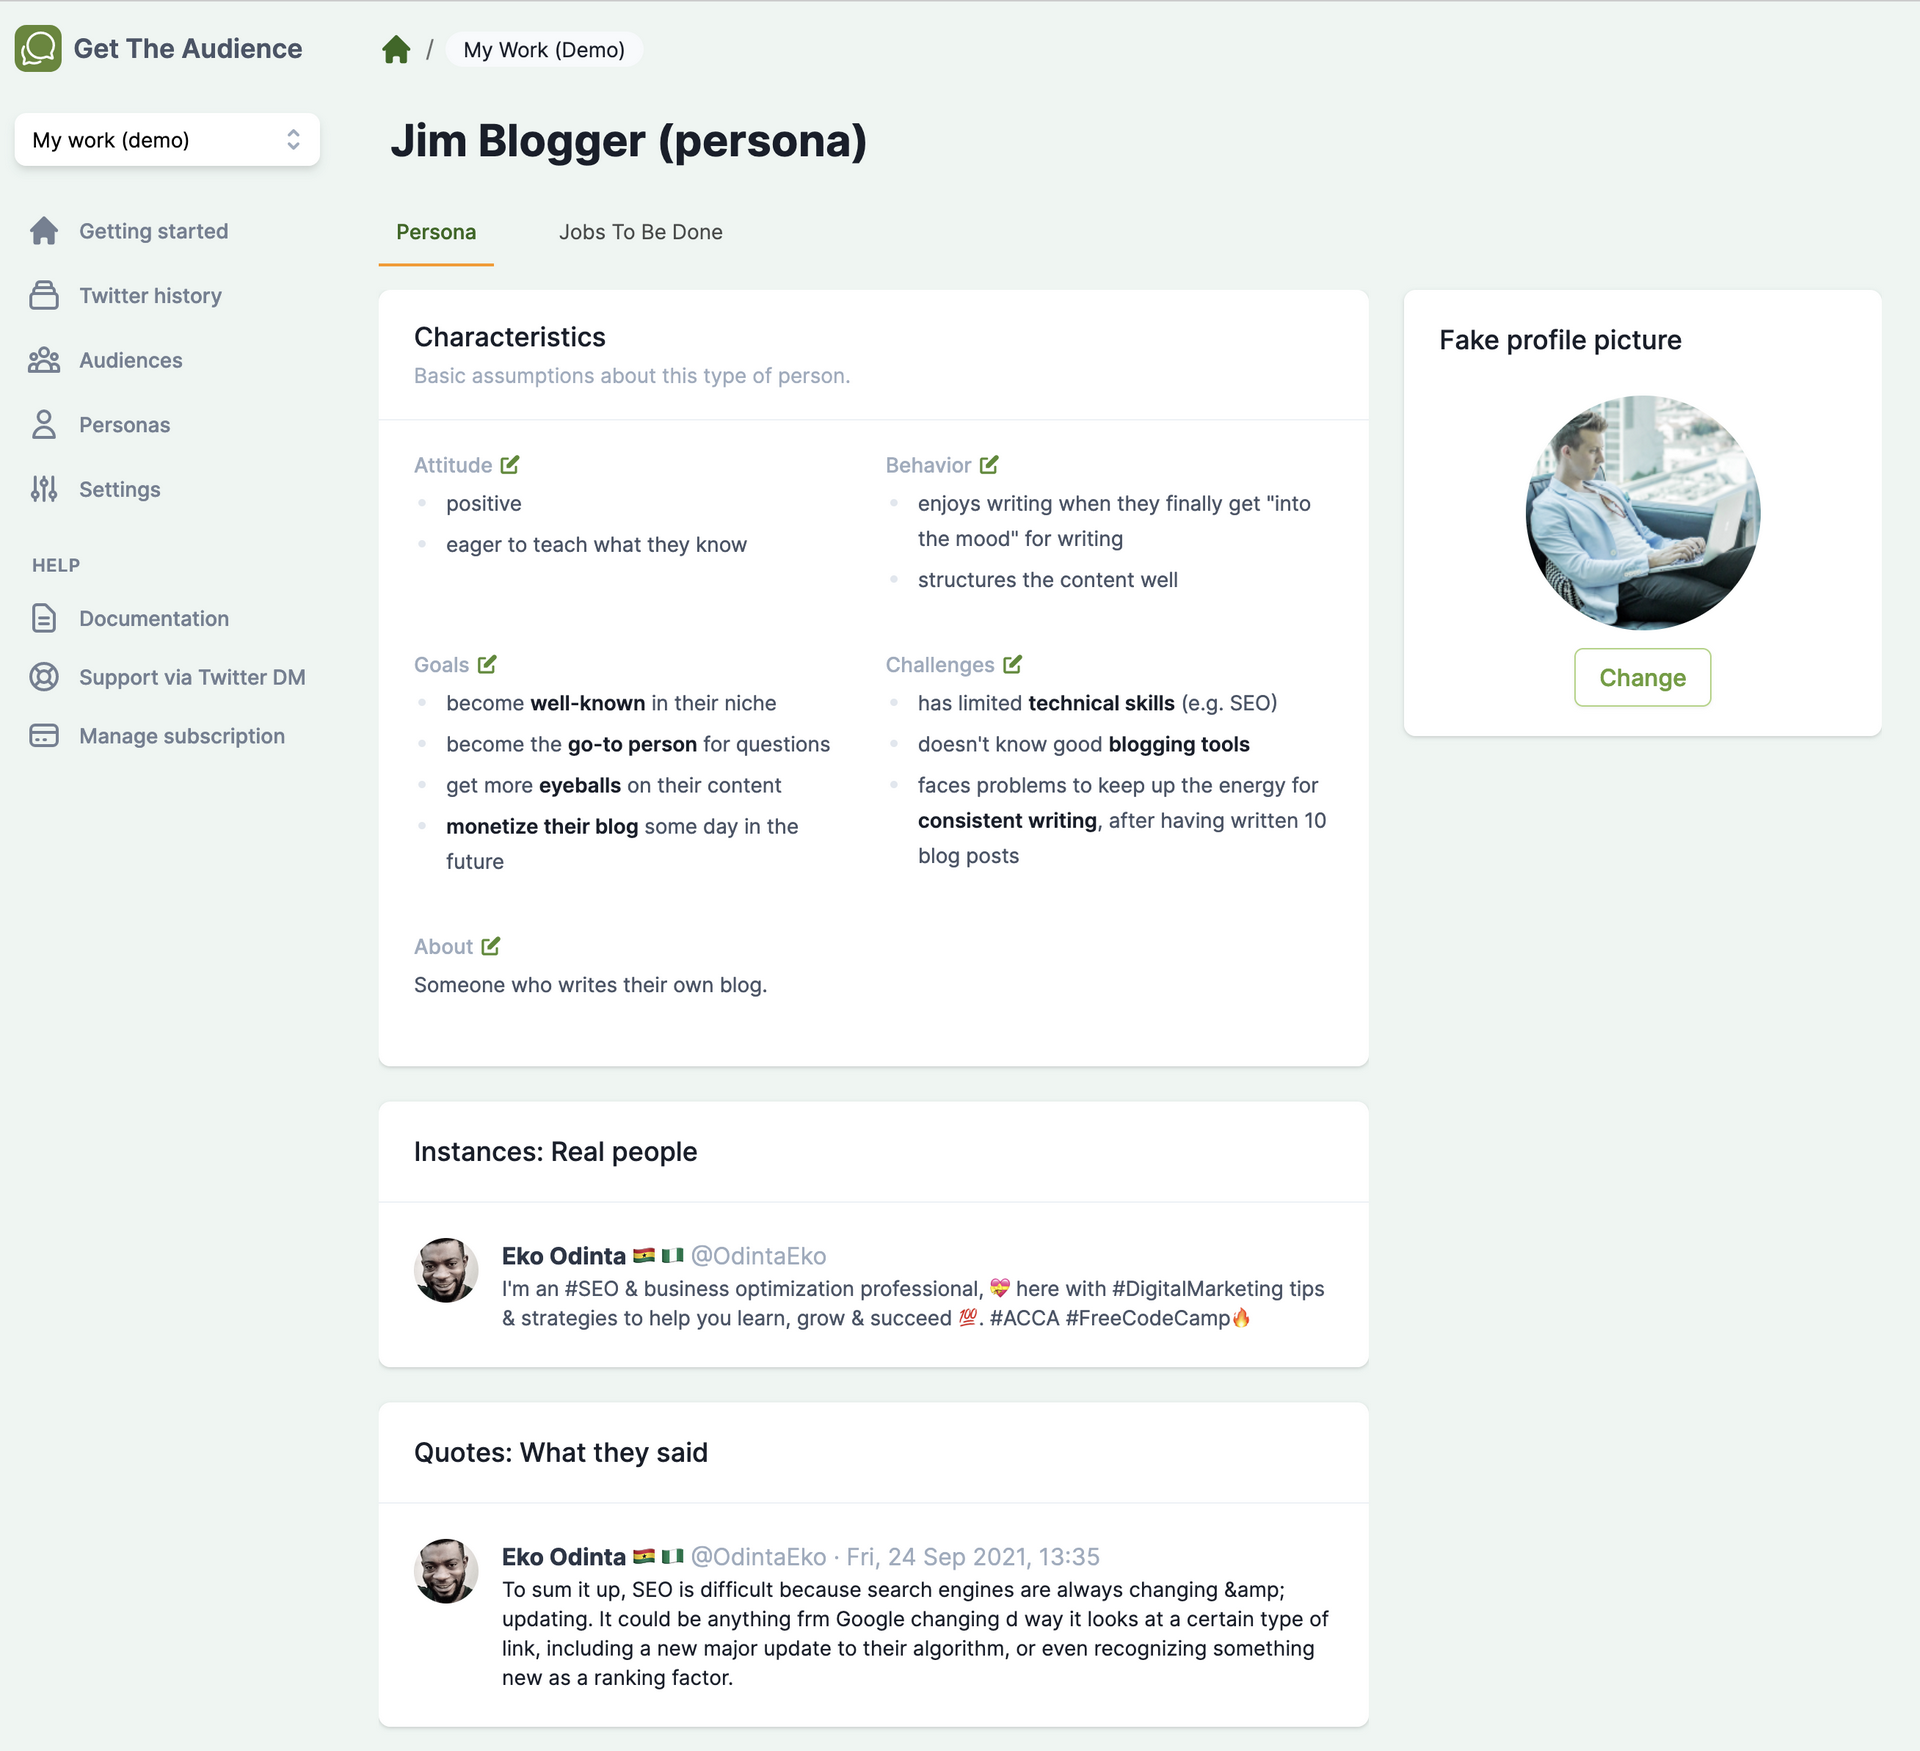 Get The Audience
/ My Work (Demo)
My work (demo)
Getting started
Twitter history
Audiences
Personas
Settings
HELP
Documentation
Support via Twitter DM
Manage subscription
Jim Blogger (persona)
Persona
Jobs To Be Done
Characteristics
Basic assumptions about this type of person.
Attitude
positive
eager to teach what they know
Behavior
enjoys writing when they finally get "into
the mood" for writing
structures the content well
Goals
become well-known in their niche
become the go-to person for questions
get more eyeballs on their content
monetize their blog some day in the
future
Challenges
has limited technical skills (e.g. SEO)
doesn't know good blogging tools
faces problems to keep up the energy for
consistent writing, after having written 10
blog posts
About
Someone who writes their own blog.
Fake profile picture
Change
Instances: Real people
Eko Odinta 🇬🇭 🇳🇬 @OdintaEko
I'm an #SEO & business optimization professional, 💝 here with #DigitalMarketing tips
& strategies to help you learn, grow & succeed 💯. #ACCA #FreeCodeCamp🔥
Quotes: What they said
Eko Odinta 🇬🇭 🇳🇬 @OdintaEko · Fri, 24 Sep 2021, 13:35
To sum it up, SEO is difficult because search engines are always changing &amp;
updating. It could be anything frm Google changing d way it looks at a certain type of
link, including a new major update to their algorithm, or even recognizing something
new as a ranking factor.